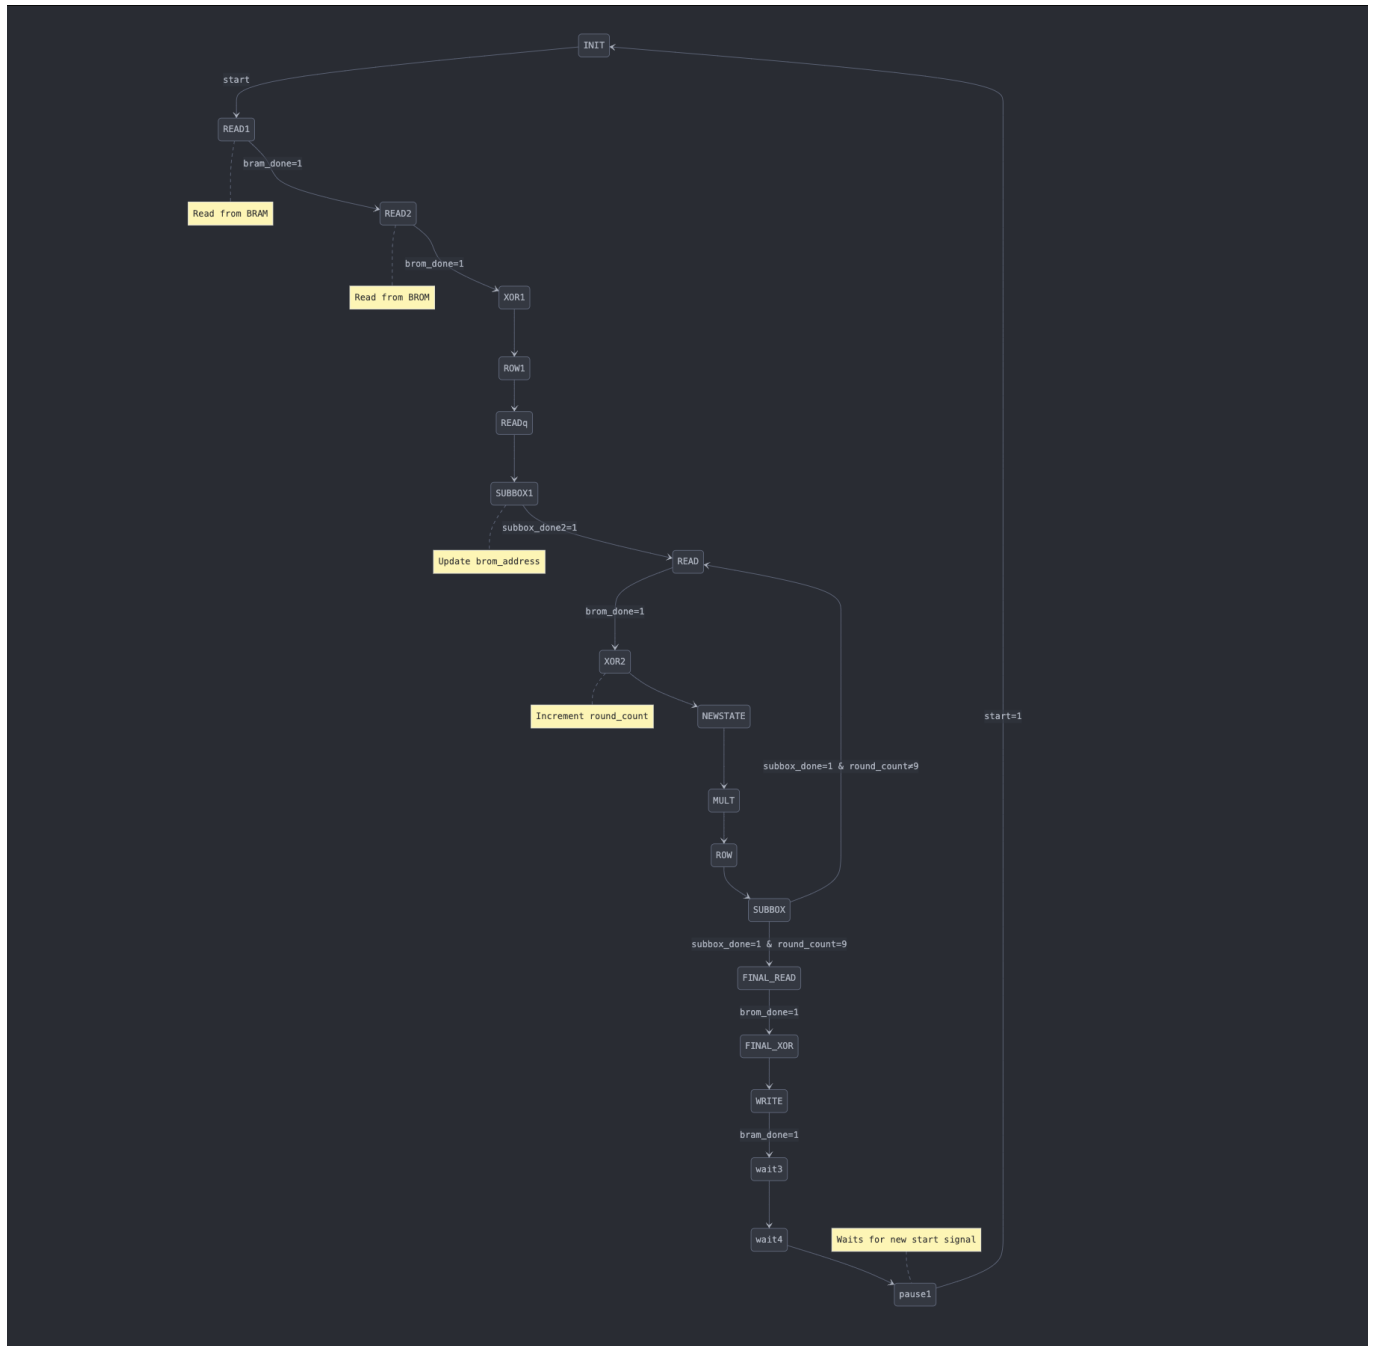 INIT
start
READ1
bram_done=1
Read from BRAM
READ2
brom_done=1
Read from BROM
XOR1
ROW1
READq
SUBBOX1
subbox_done2=1
Update brom_address
READ
brom_done=1
XOR2
Increment round_count
NEWSTATE
start=1
subbox_done=1 & round_count≠9
MULT
ROW
SUBBOX
subbox_done=1 & round_count=9
FINAL_READ
brom_done=1
FINAL_XOR
WRITE
bram_done=1
wait3
wait4
Waits for new start signal
pause1